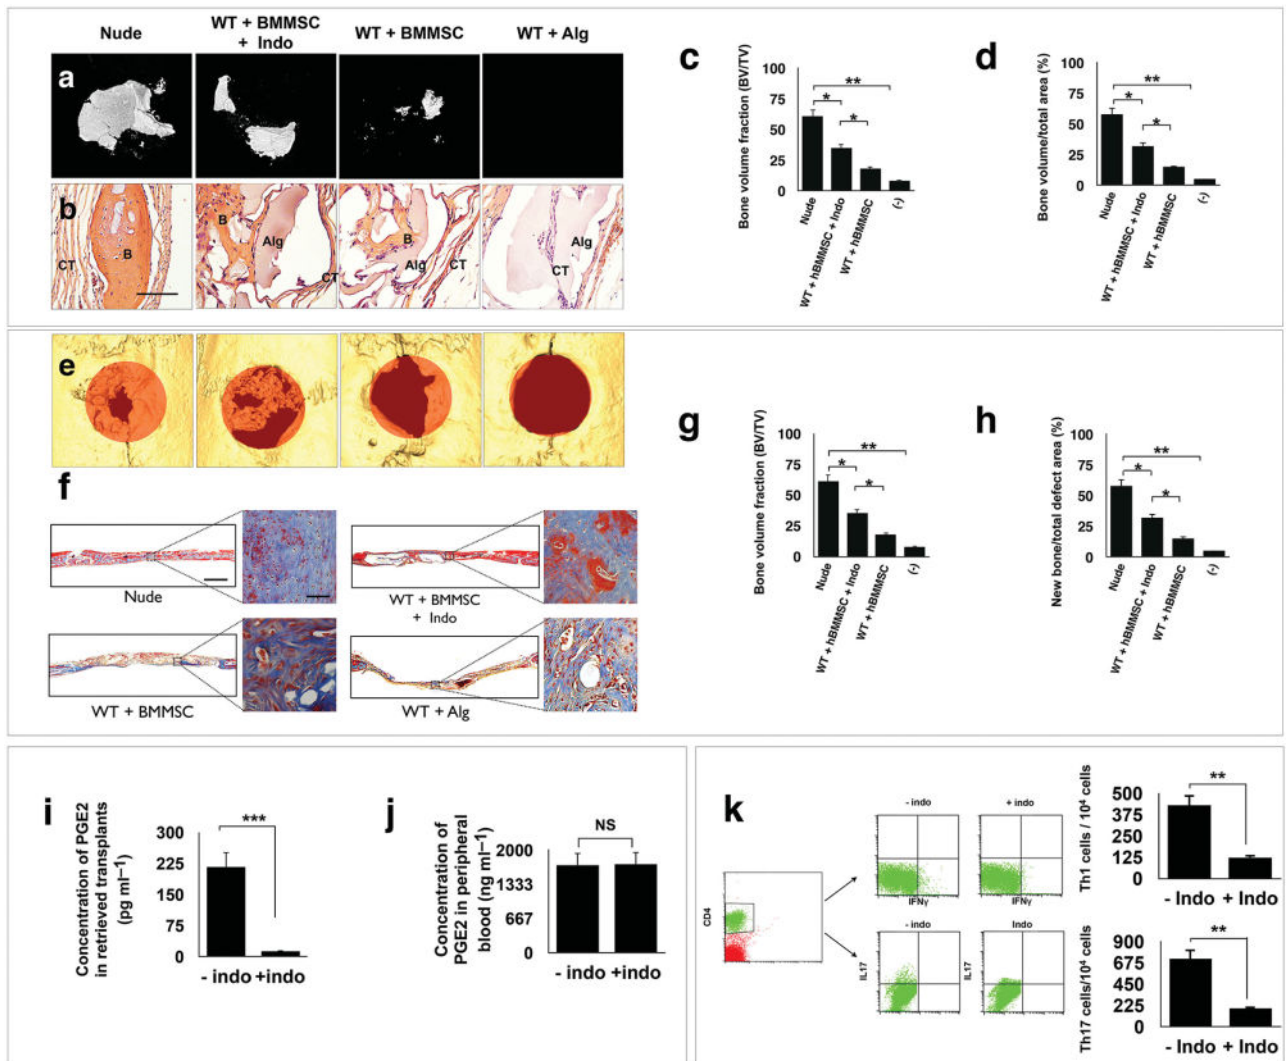 Nude
WT + BMMSC
+ Indo
WT + BMMSC
WT + Alg
a
b
CT
B
B
Alg
CT
B
Alg
CT
Alg
CT
c
Bone volume fraction (BV/TV)
100
75
50
25
0
**
*
*
Nude
WT + hBMMSC + Indo
WT + hBMMSC
(-)
d
Bone volume/total area (%)
100
75
50
25
0
**
*
*
Nude
WT + hBMMSC + Indo
WT + hBMMSC
(-)
e
f
Nude
WT + BMMSC
+ Indo
WT + BMMSC
WT + Alg
g
Bone volume fraction (BV/TV)
100
75
50
25
0
**
*
*
Nude
WT + hBMMSC + Indo
WT + hBMMSC
(-)
h
New bone/total defect area (%)
100
75
50
25
0
**
*
*
Nude
WT + hBMMSC + Indo
WT + hBMMSC
(-)
i
Concentration of PGE2
in retrieved transplants
(pg ml−1)
300
225
150
75
0
***
- indo +indo
j
Concentration of
PGE2 in peripheral
blood (ng ml−1)
2000
1333
667
0
NS
- indo +indo
k
CD4
- indo
+ indo
IFNγ
IFNγ
- indo
Indo
IL17
IL17
Th1 cells / 10⁴ cells
500
375
250
125
0
**
- Indo + Indo
Th17 cells/10⁴ cells
900
675
450
225
0
**
- Indo + Indo